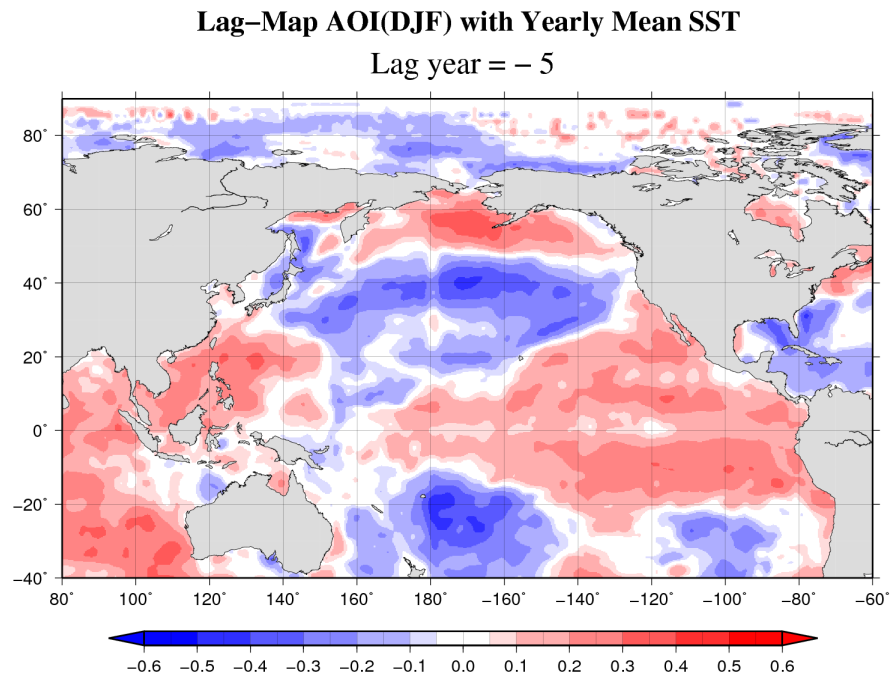 Lag−Map AOI(DJF) with Yearly Mean SST
Lag year = − 5
80˚
60˚
40˚
20˚
0˚
−20˚
−40˚
80˚ 100˚ 120˚ 140˚ 160˚ 180˚ −160˚ −140˚ −120˚ −100˚ −80˚ −60˚
−0.6 −0.5 −0.4 −0.3 −0.2 −0.1 0.0 0.1 0.2 0.3 0.4 0.5 0.6